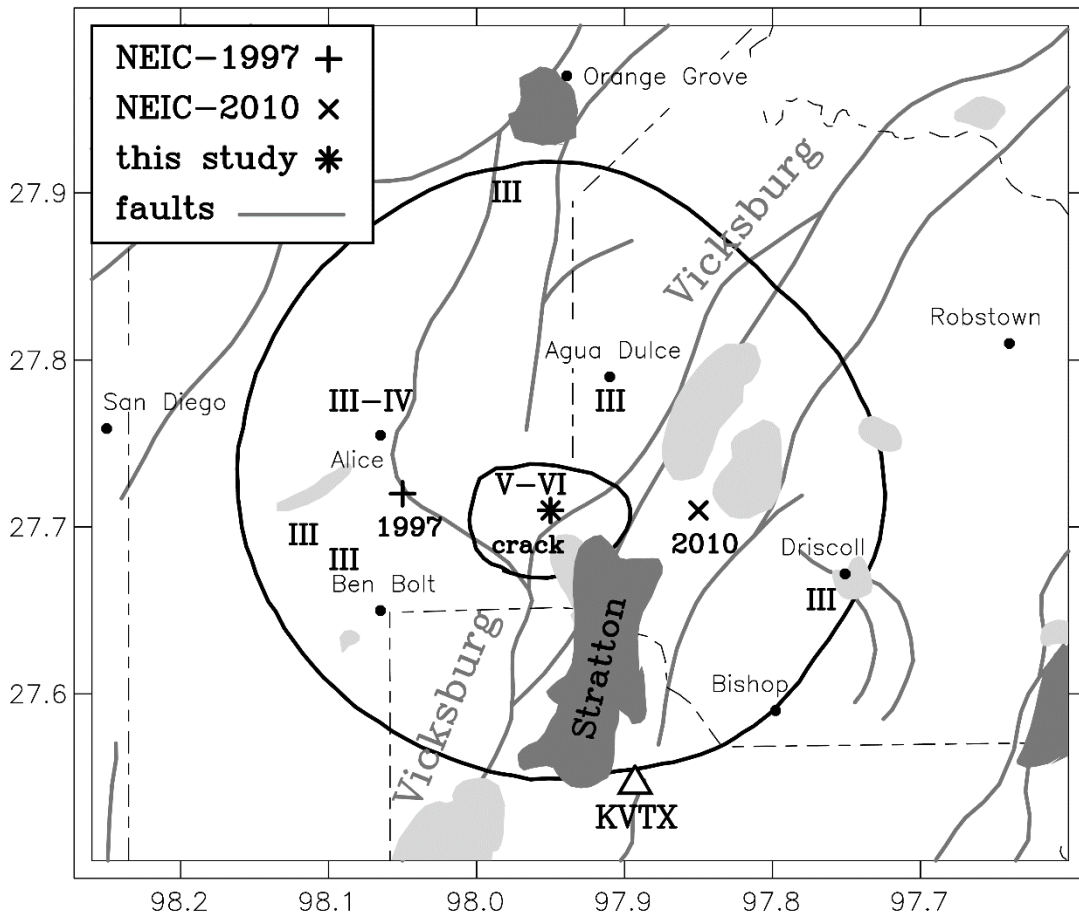 NEIC-1997 +
NEIC-2010 ×
this study *
faults
Orange Grove
27.9
III
Vicksburg
Robstown
27.8
Agua Dulce
III
III-IV
San Diego
Alice
V-VI
1997
crack
2010
27.7
III
III
Driscoll
III
Ben Bolt
Stratton
Vicksburg
27.6
Bishop
KVTX
98.2
98.1
98.0
97.9
97.8
97.7